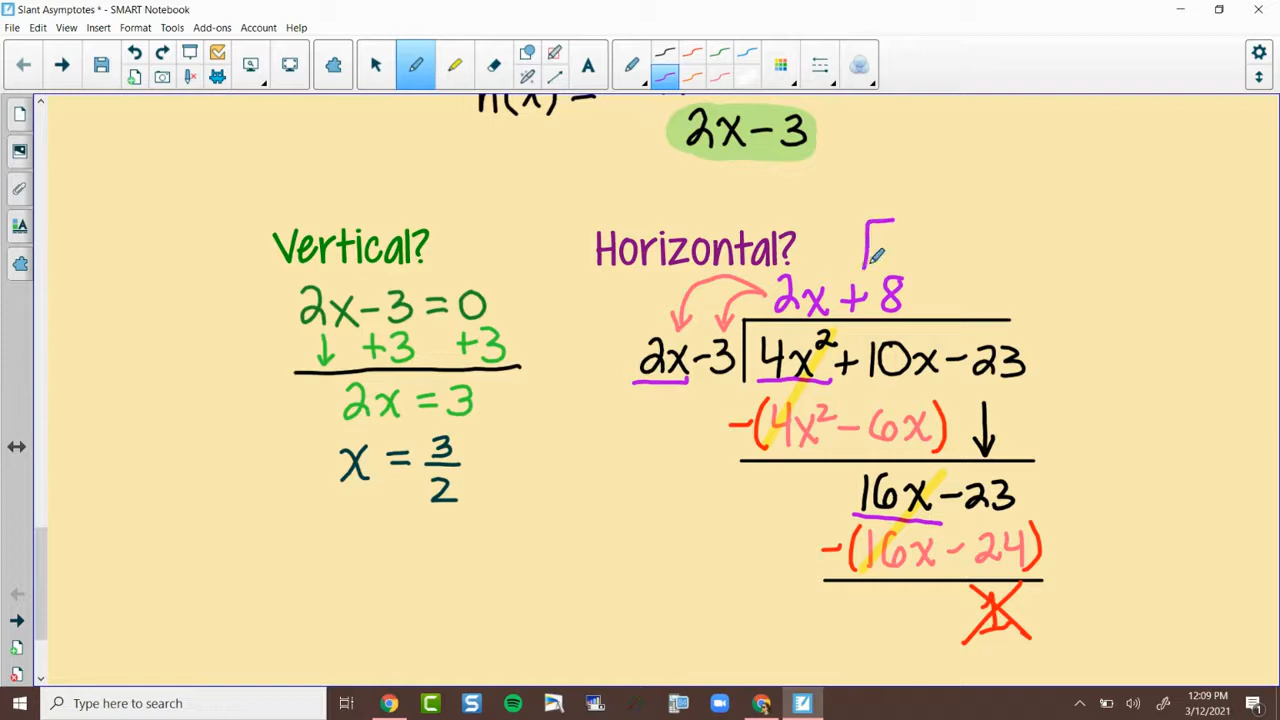 Slant Asymptotes * - SMART Notebook
File Edit View Insert Format Tools Add-ons Account Help
h(x) =
2x-3
Vertical?
Horizontal?
2x-3=0
+3 +3
2x = 3
x = 3/2
2x + 8
2x-3 4x²+10x-23
-(4x²-6x)
16x-23
-(16x-24)
1
Type here to search
12:09 PM
3/12/2021